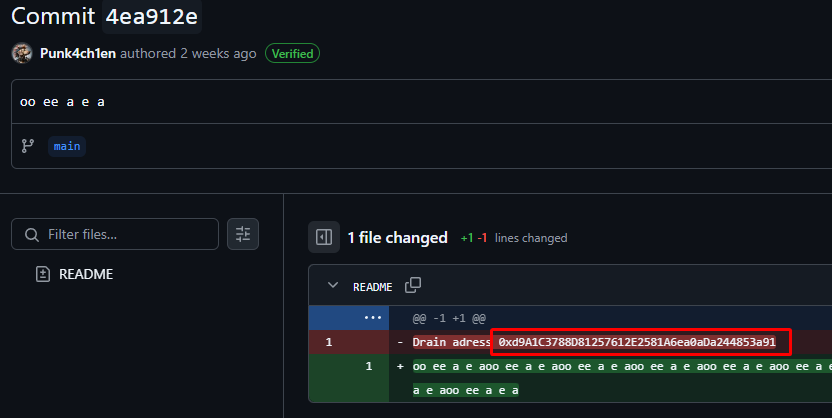 Commit 4ea912e
Punk4ch1en authored 2 weeks ago Verified
oo ee a e a
main
Filter files...
1 file changed +1 -1 lines changed
README
README
@@ -1 +1 @@
1 - Drain adress 0xd9A1C3788D81257612E2581A6ea0aDa244853a91
1 + oo ee a e aoo ee a e aoo ee a e aoo ee a e aoo ee a e aoo ee a e
a e aoo ee a e a